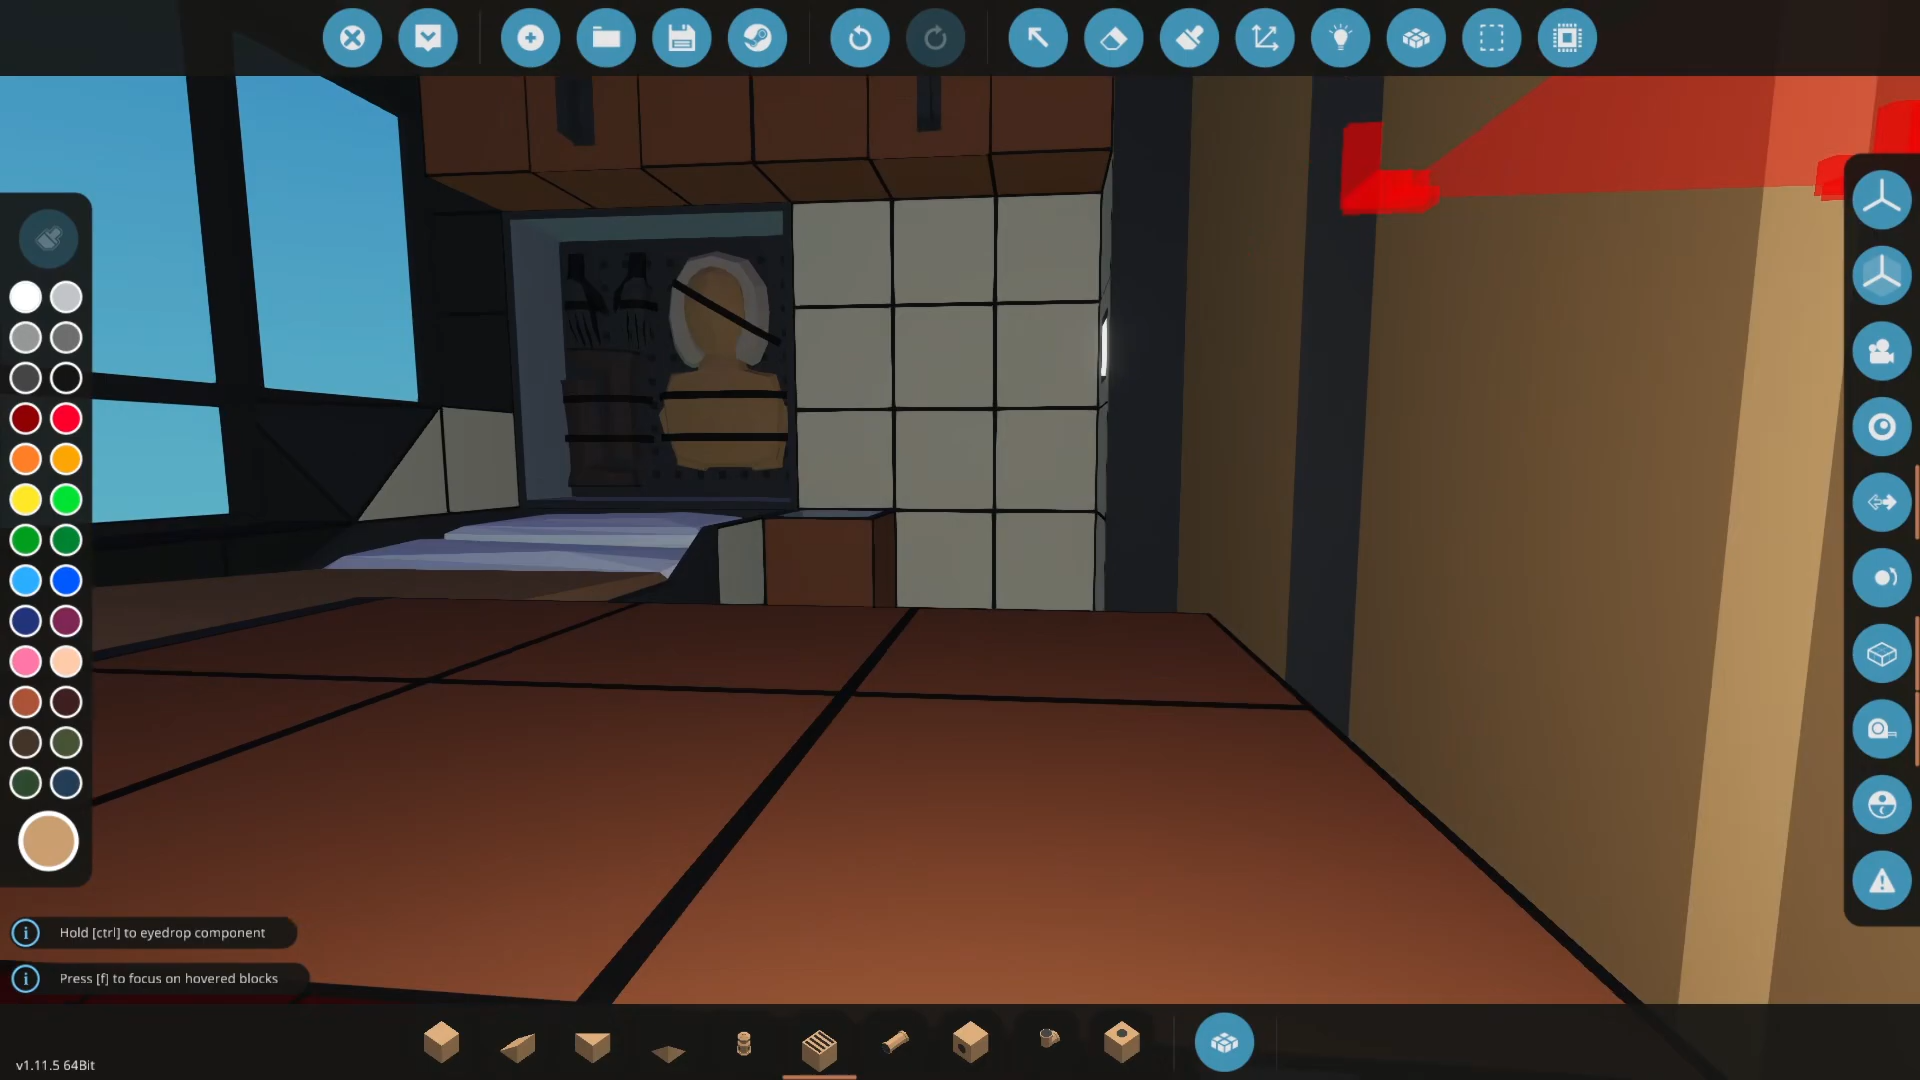 Hold [ctrl] to eyedrop component
Press [f] to focus on hovered blocks
v1.11.5 64Bit